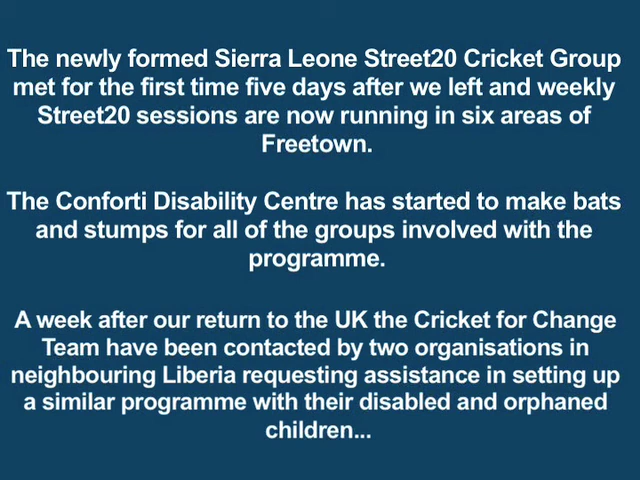 The newly formed Sierra Leone Street20 Cricket Group
met for the first time five days after we left and weekly
Street20 sessions are now running in six areas of
Freetown.
The Conforti Disability Centre has started to make bats
and stumps for all of the groups involved with the
programme.
A week after our return to the UK the Cricket for Change
Team have been contacted by two organisations in
neighbouring Liberia requesting assistance in setting up
a similar programme with their disabled and orphaned
children...